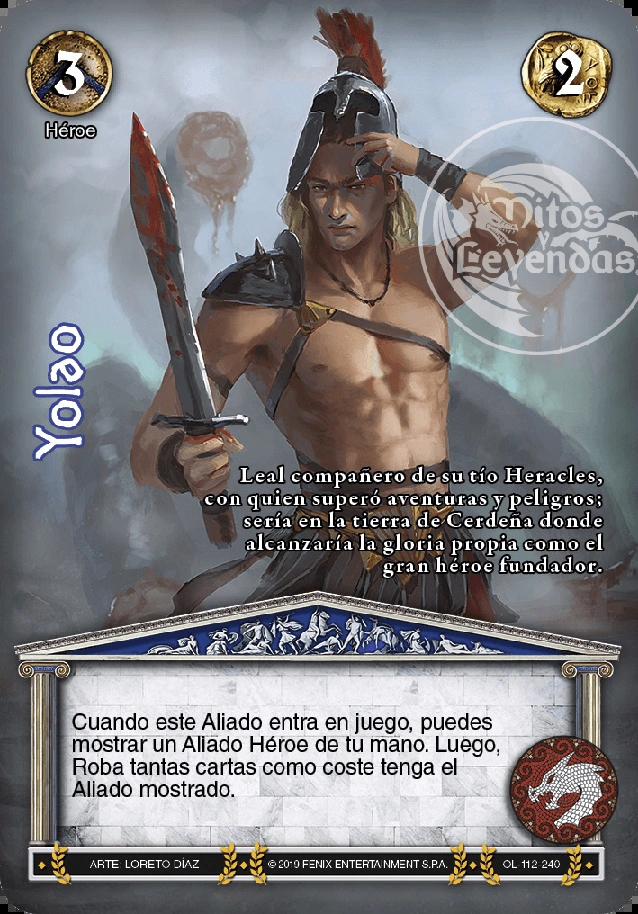 3
Héroe
2
Mitos
y
Leyendas
Yolao
Leal compañero de su tío Heracles,
con quien superó aventuras y peligros;
sería en la tierra de Cerdeña donde
alcanzaría la gloria propia como el
gran héroe fundador.
Cuando este Aliado entra en juego, puedes
mostrar un Aliado Héroe de tu mano. Luego,
Roba tantas cartas como coste tenga el
Aliado mostrado.
ARTE: LORETO DÍAZ
©2019 FENIX ENTERTAINMENT S.P.A.
OL-112-240